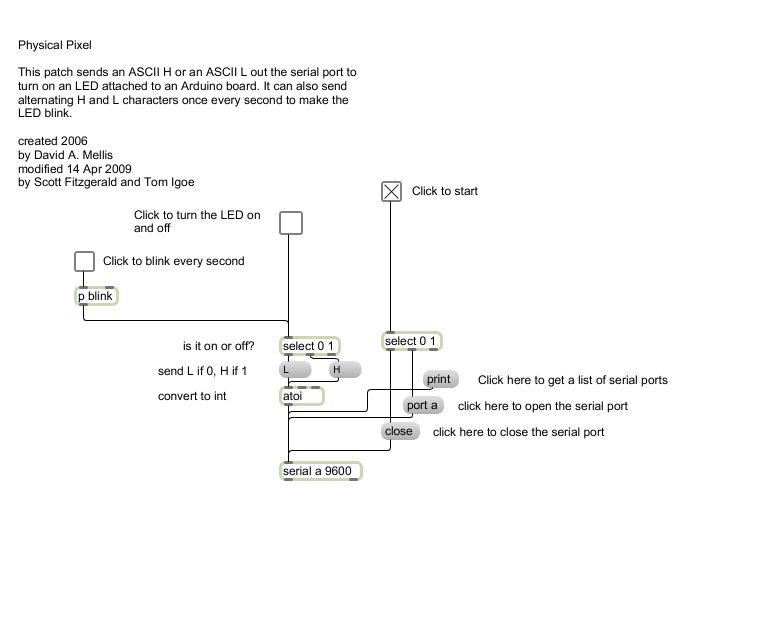 Physical Pixel
This patch sends an ASCII H or an ASCII L out the serial port to
turn on an LED attached to an Arduino board. It can also send
alternating H and L characters once every second to make the
LED blink.
created 2006
by David A. Mellis
modified 14 Apr 2009
by Scott Fitzgerald and Tom Igoe
Click to start
Click to turn the LED on
and off
Click to blink every second
p blink
is it on or off?
select 0 1
select 0 1
send L if 0, H if 1
L
H
print
Click here to get a list of serial ports
convert to int
atoi
port a
click here to open the serial port
close
click here to close the serial port
serial a 9600